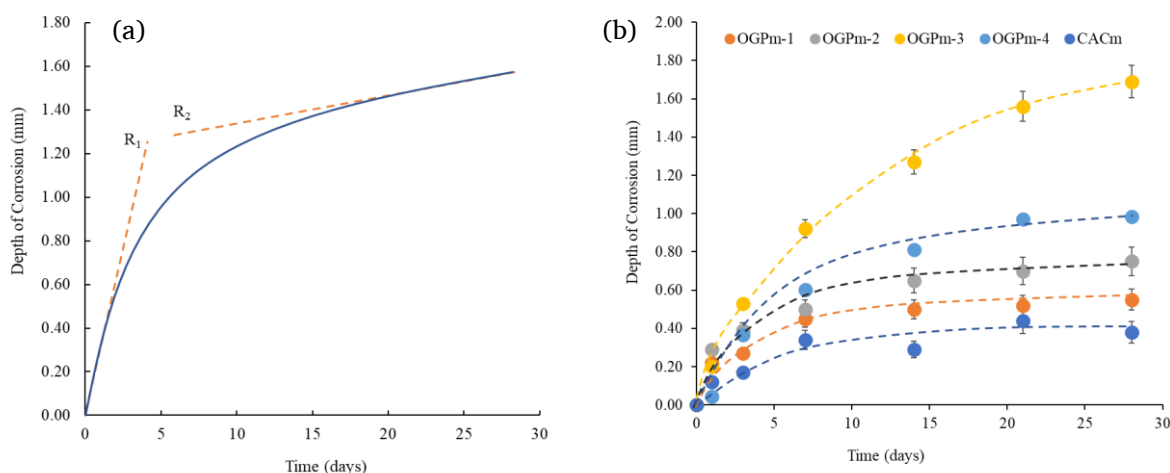 (a)
Depth of Corrosion (mm)
1.80
1.60
1.40
1.20
1.00
0.80
0.60
0.40
0.20
0.00
R1
R2
0 5 10 15 20 25 30
Time (days)
(b)
OGPm-1 OGPm-2 OGPm-3 OGPm-4 CACm
Depth of Corrosion (mm)
2.00
1.80
1.60
1.40
1.20
1.00
0.80
0.60
0.40
0.20
0.00
0 5 10 15 20 25 30
Time (days)